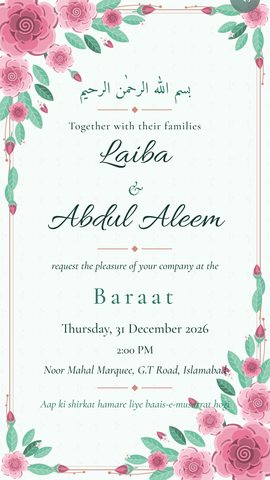 بسم الله الرحمٰن الرحيم
Together with their families
Laiba
&
Abdul Aleem
request the pleasure of your company at the
Baraat
Thursday, 31 December 2026
2:00 PM
Noor Mahal Marquee, G.T Road, Islamabad
Aap ki shirkat hamare liye baais-e-musarrat hogi